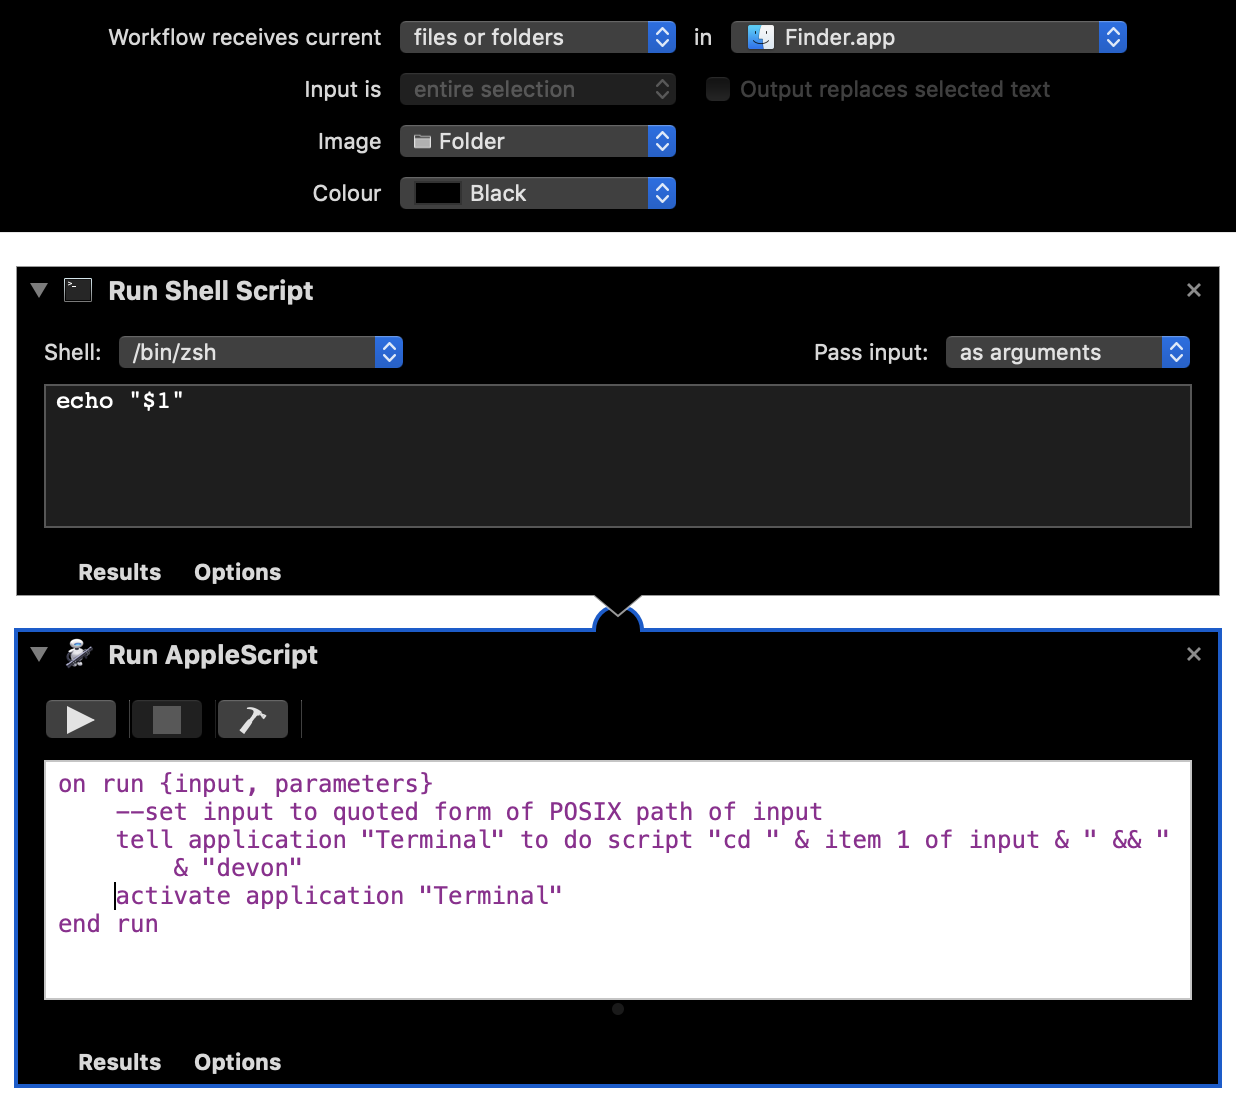 Workflow receives current files or folders in Finder.app
Input is entire selection Output replaces selected text
Image Folder
Colour Black
Run Shell Script
Shell: /bin/zsh Pass input: as arguments
echo "$1"
Results Options
Run AppleScript
on run {input, parameters}
--set input to quoted form of POSIX path of input
tell application "Terminal" to do script "cd " & item 1 of input & " && "
& "devon"
activate application "Terminal"
end run
Results Options